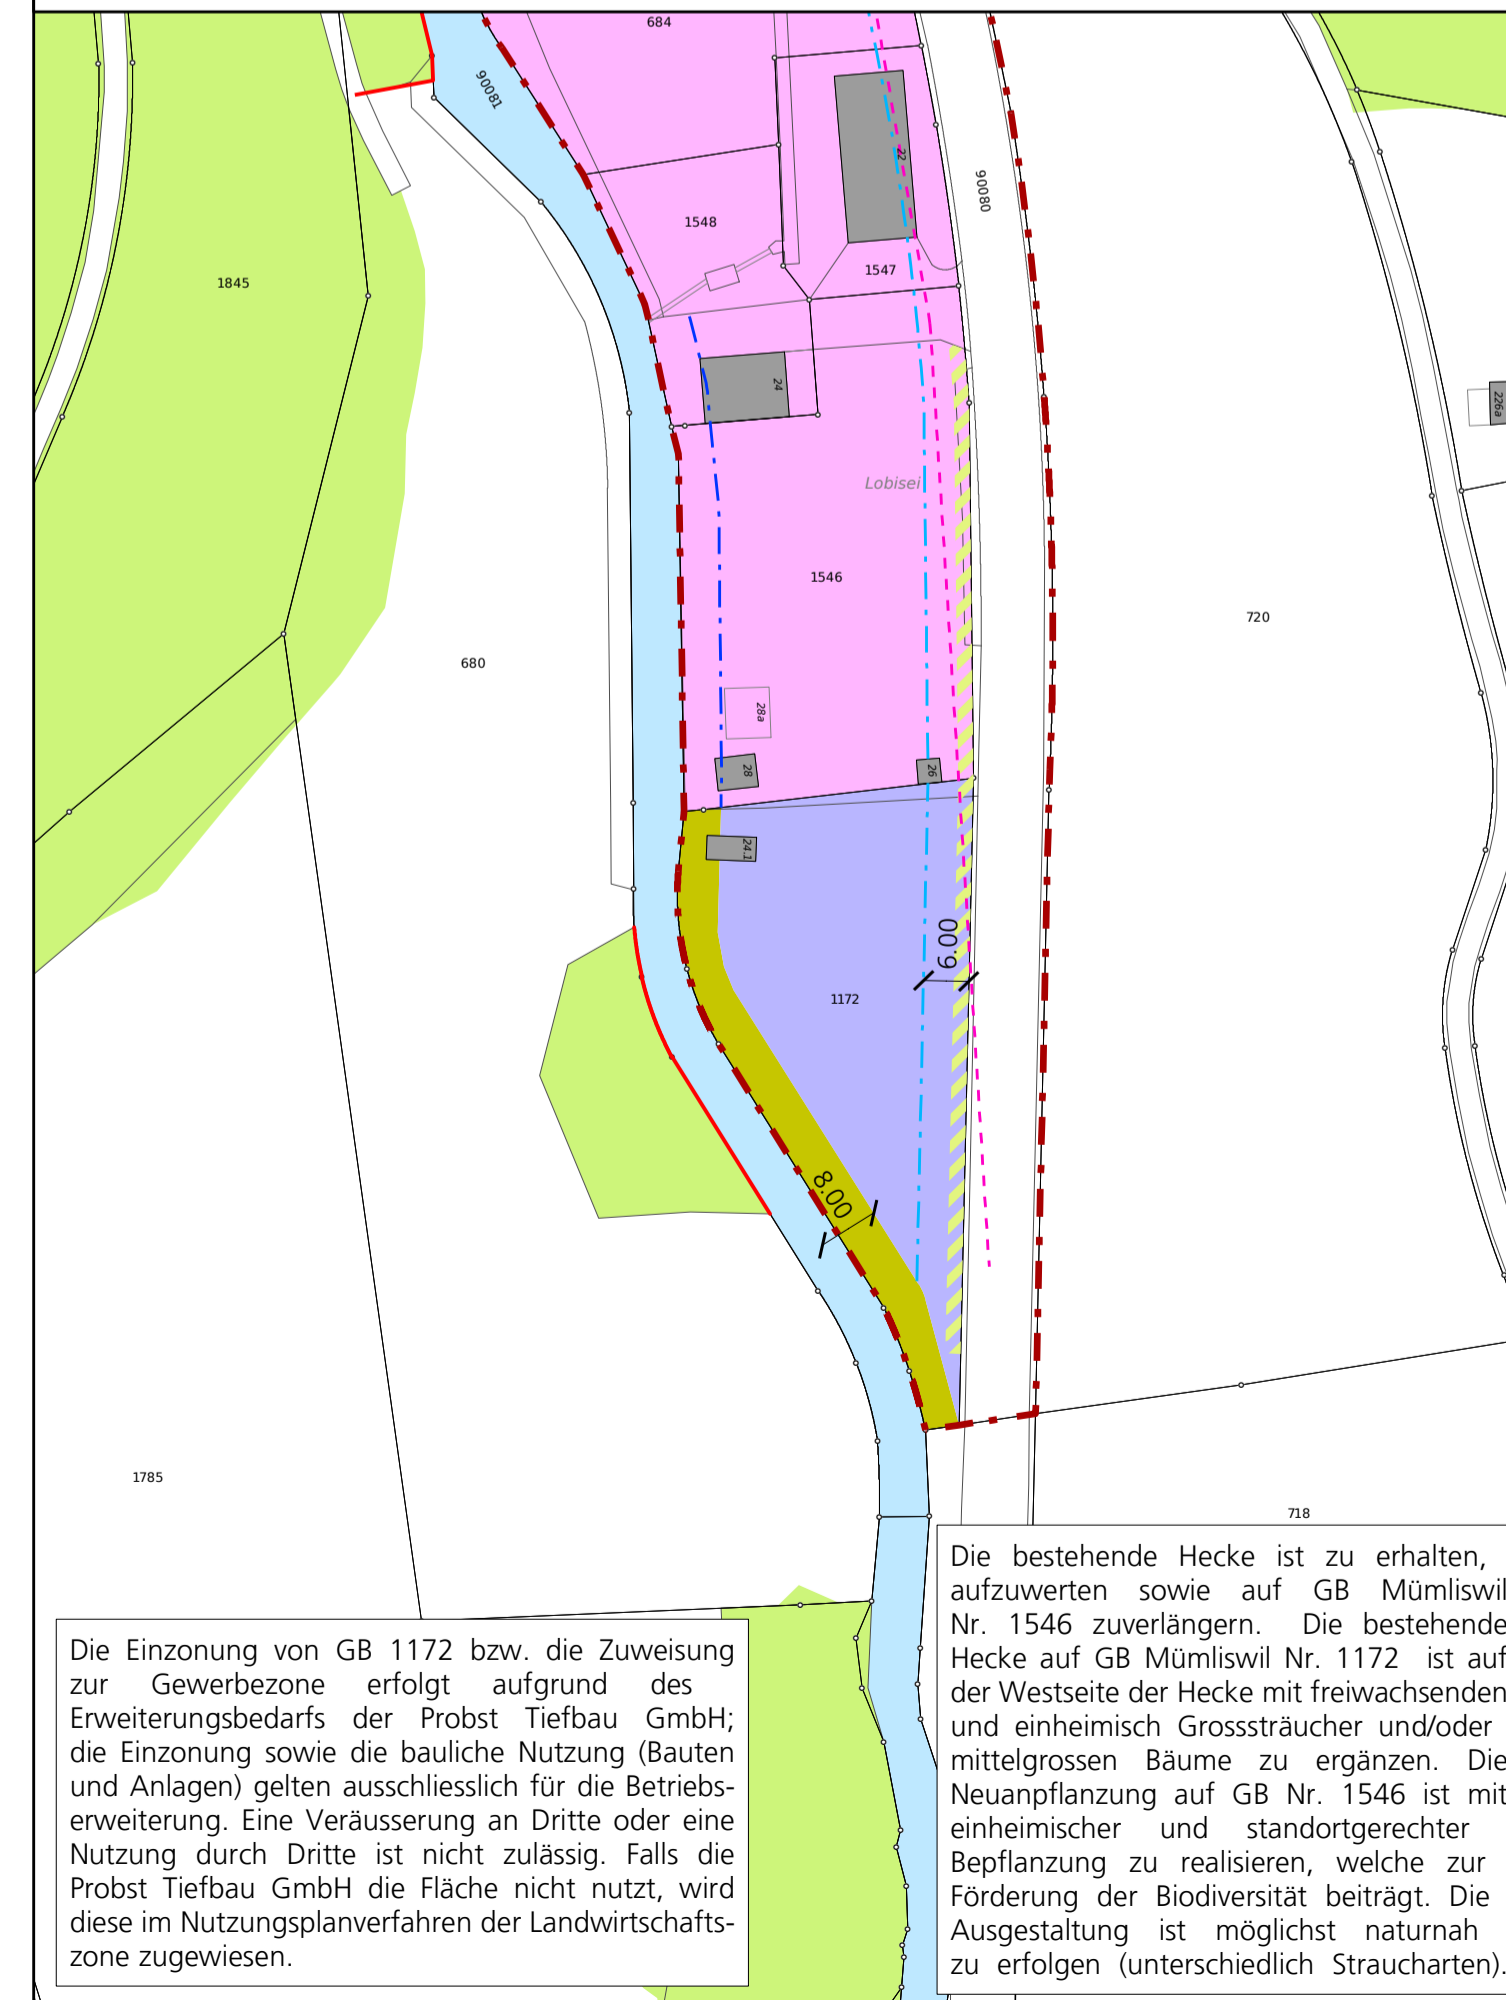 684
90081
22
90080
1548
1845
1547
24
226a
Lobisei
1546
720
680
28a
28
26
24.1
6.00
1172
8.00
1785
718
Die Einzonung von GB 1172 bzw. die Zuweisung
zur Gewerbezone erfolgt aufgrund des
Erweiterungsbedarfs der Probst Tiefbau GmbH;
die Einzonung sowie die bauliche Nutzung (Bauten
und Anlagen) gelten ausschliesslich für die Betriebs-
erweiterung. Eine Veräusserung an Dritte oder eine
Nutzung durch Dritte ist nicht zulässig. Falls die
Probst Tiefbau GmbH die Fläche nicht nutzt, wird
diese im Nutzungsplanverfahren der Landwirtschafts-
zone zugewiesen.
Die bestehende Hecke ist zu erhalten,
aufzuwerten sowie auf GB Mümliswil
Nr. 1546 zuverlängern. Die bestehende
Hecke auf GB Mümliswil Nr. 1172 ist auf
der Westseite der Hecke mit freiwachsenden
und einheimisch Grosssträucher und/oder
mittelgrossen Bäume zu ergänzen. Die
Neuanpflanzung auf GB Nr. 1546 ist mit
einheimischer und standortgerechter
Bepflanzung zu realisieren, welche zur
Förderung der Biodiversität beiträgt. Die
Ausgestaltung ist möglichst naturnah
zu erfolgen (unterschiedlich Straucharten).